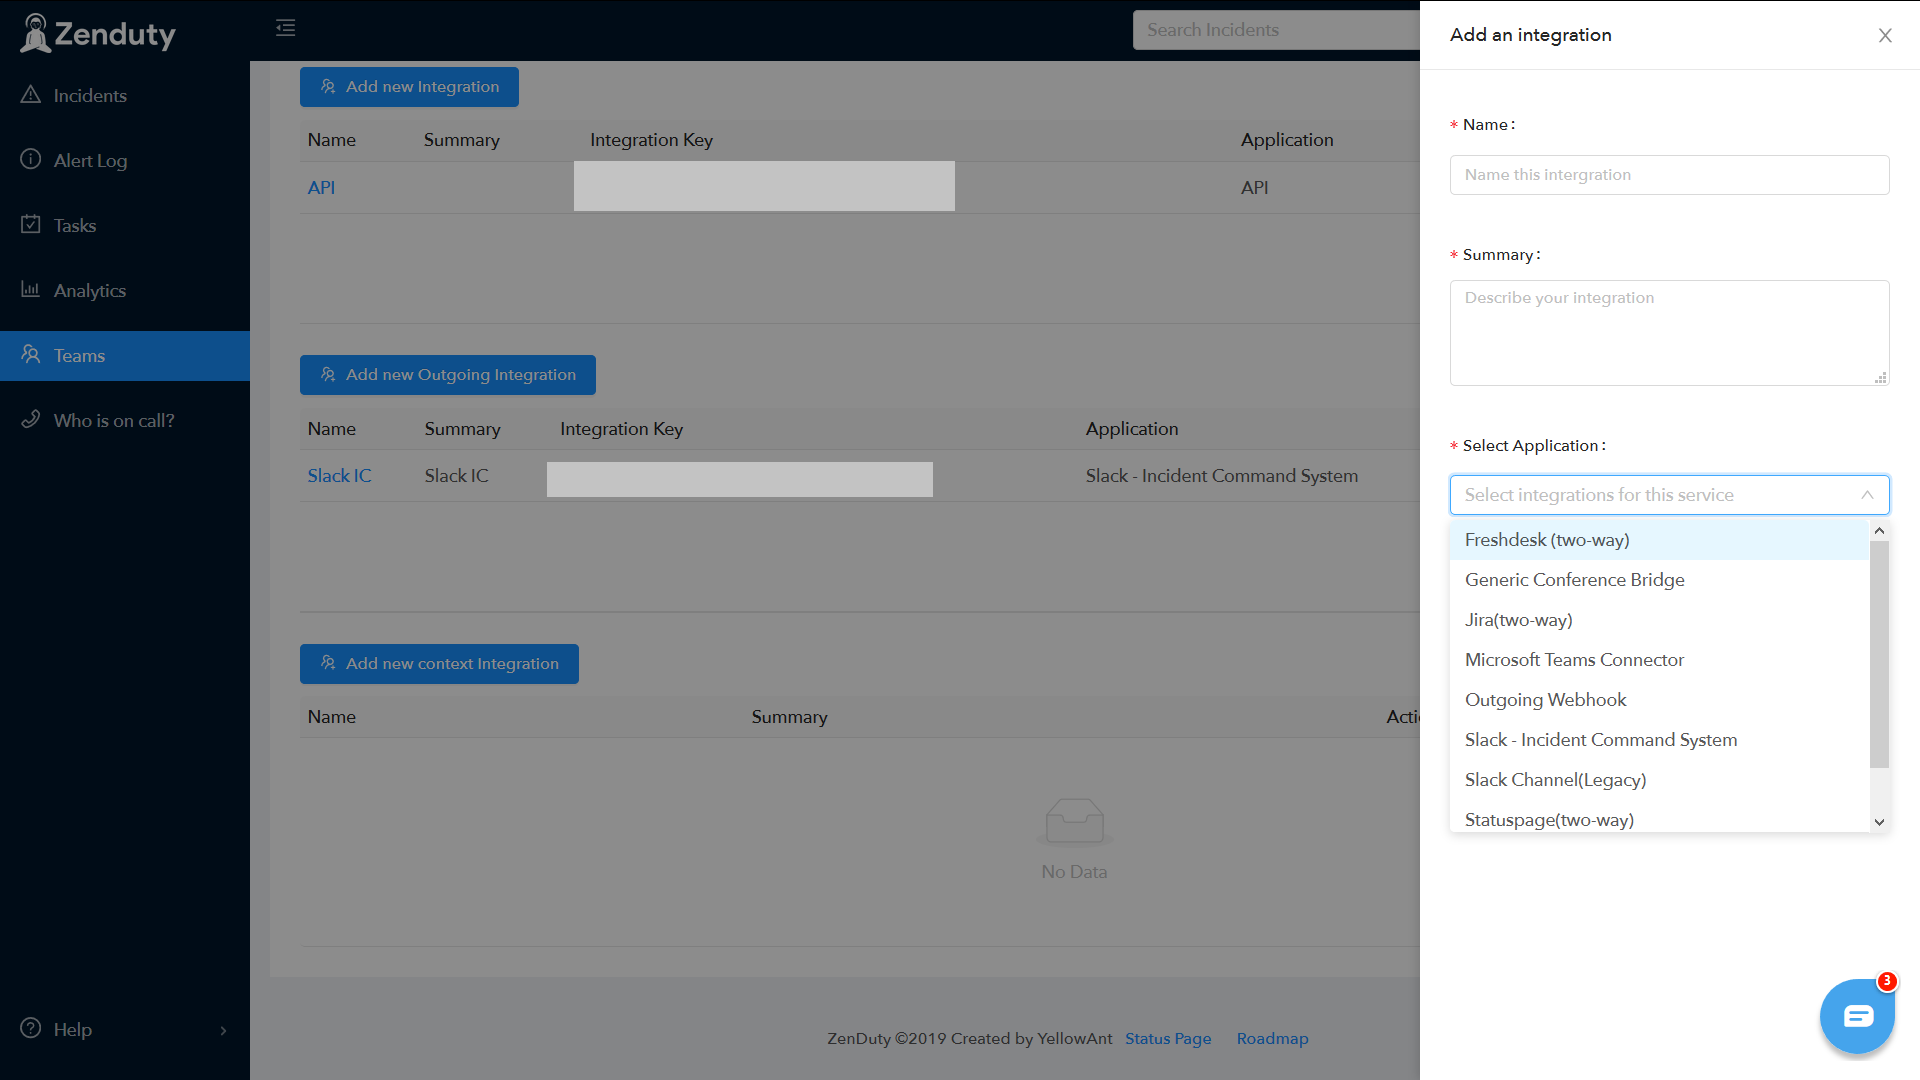 Zenduty
Search Incidents
Incidents
Alert Log
Tasks
Analytics
Teams
Who is on call?
Help
Add new Integration
Name Summary Integration Key Application
API API
Add new Outgoing Integration
Name Summary Integration Key Application
Slack IC Slack IC Slack - Incident Command System
Add new context Integration
Name Summary Acti
No Data
ZenDuty ©2019 Created by YellowAnt Status Page Roadmap
Add an integration
* Name:
Name this intergration
* Summary:
Describe your integration
* Select Application:
Select integrations for this service
Freshdesk (two-way)
Generic Conference Bridge
Jira(two-way)
Microsoft Teams Connector
Outgoing Webhook
Slack - Incident Command System
Slack Channel(Legacy)
Statuspage(two-way)
3